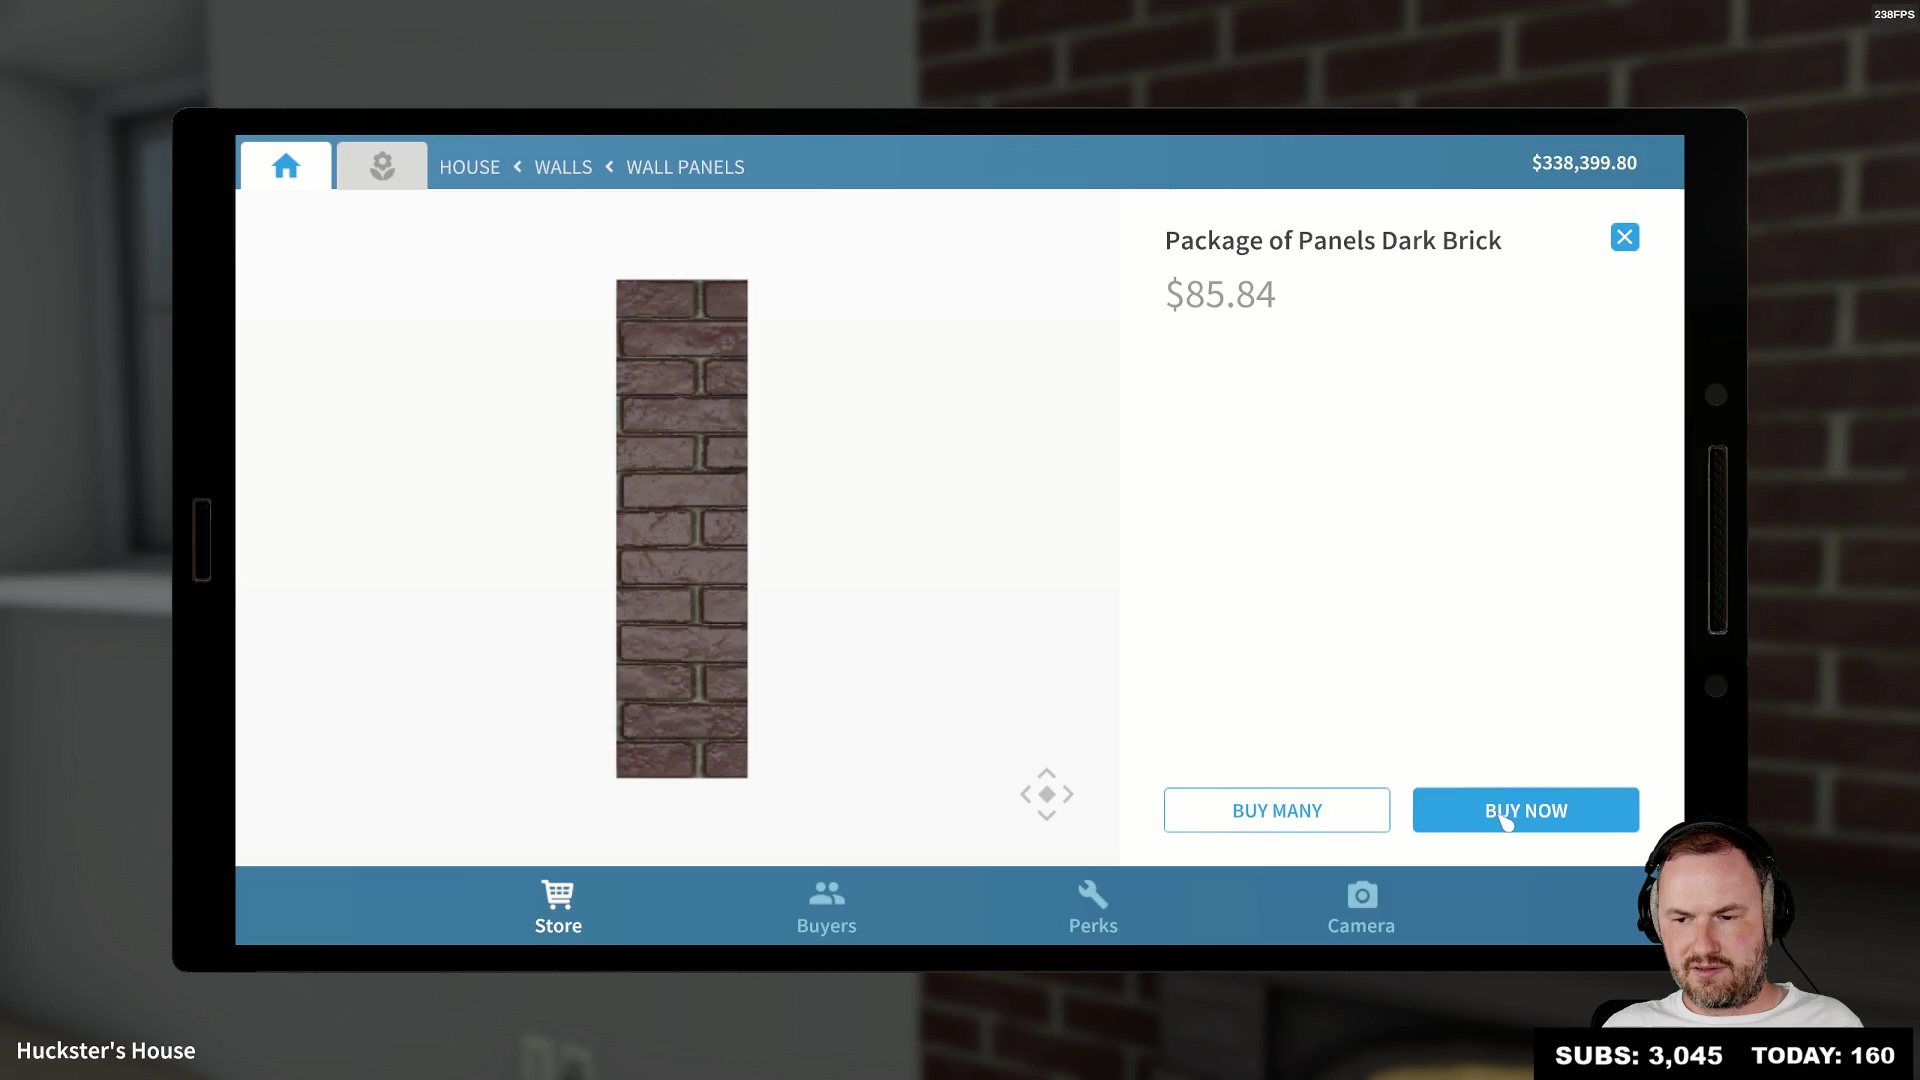 238FPS
HOUSE < WALLS < WALL PANELS
$338,399.80
Package of Panels Dark Brick
$85.84
BUY MANY
BUY NOW
Store
Buyers
Perks
Camera
Huckster's House
SUBS: 3,045 TODAY: 160